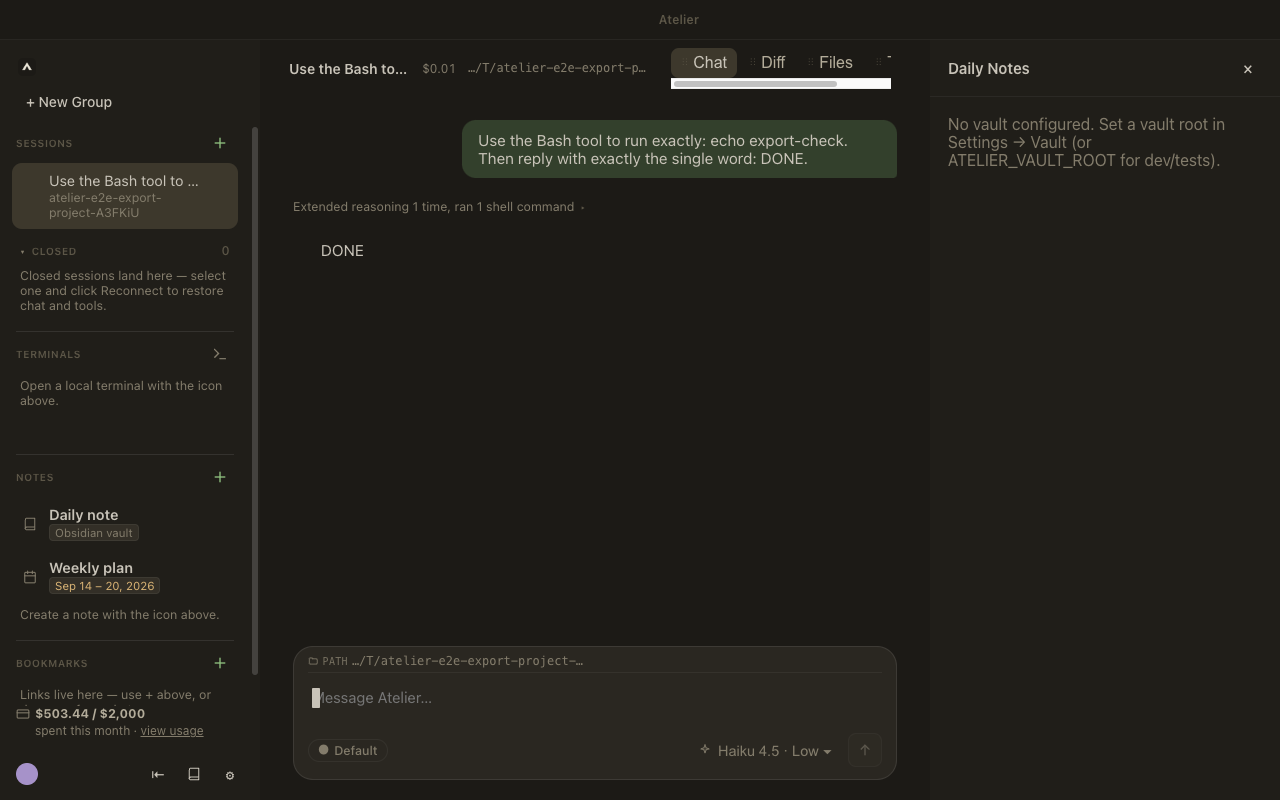 Atelier
+ New Group
SESSIONS
Use the Bash tool to ...
atelier-e2e-export-
project-A3FKiU
CLOSED 0
Closed sessions land here — select
one and click Reconnect to restore
chat and tools.
TERMINALS
Open a local terminal with the icon
above.
NOTES
Daily note
Obsidian vault
Weekly plan
Sep 14 – 20, 2026
Create a note with the icon above.
BOOKMARKS
Links live here — use + above, or
$503.44 / $2,000
spent this month · view usage
Use the Bash to... $0.01 …/T/atelier-e2e-export-p…
Chat Diff Files
Use the Bash tool to run exactly: echo export-check.
Then reply with exactly the single word: DONE.
Extended reasoning 1 time, ran 1 shell command
DONE
PATH …/T/atelier-e2e-export-project-…
Message Atelier...
Default
Haiku 4.5 · Low
Daily Notes
No vault configured. Set a vault root in
Settings → Vault (or
ATELIER_VAULT_ROOT for dev/tests).